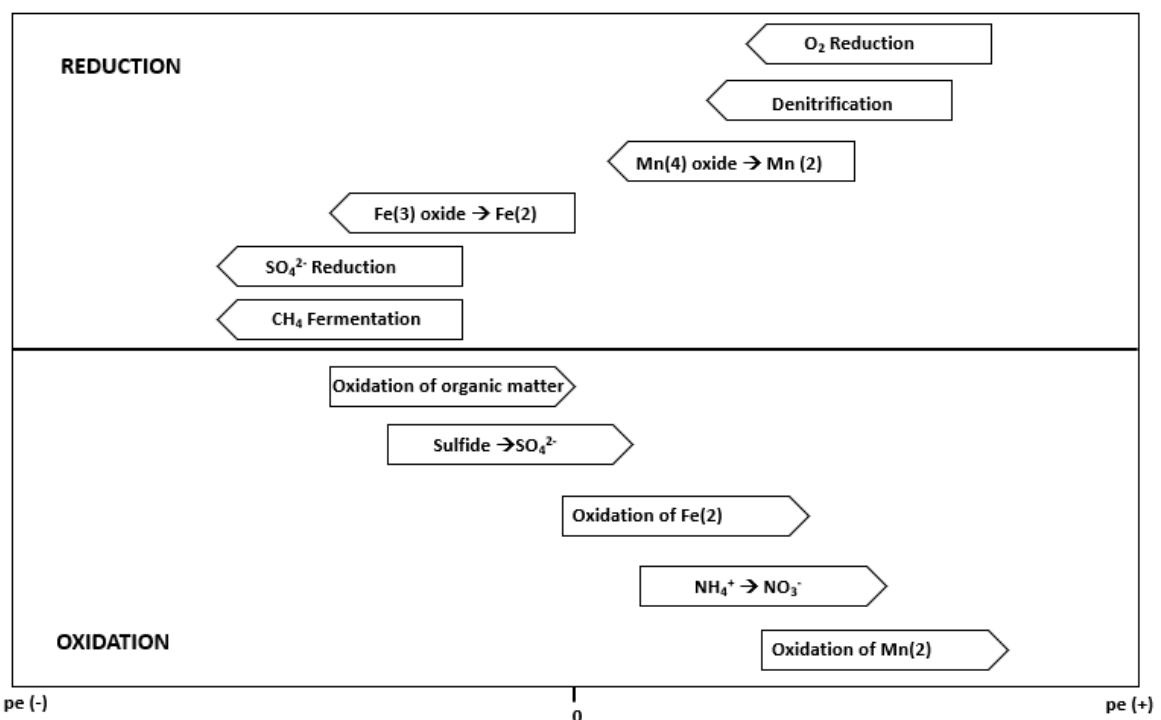 REDUCTION
O₂ Reduction
Denitrification
Mn(4) oxide → Mn (2)
Fe(3) oxide → Fe(2)
SO₄²⁻ Reduction
CH₄ Fermentation
Oxidation of organic matter
Sulfide →SO₄²⁻
Oxidation of Fe(2)
NH₄⁺ → NO₃⁻
OXIDATION
Oxidation of Mn(2)
pe (-)
0
pe (+)